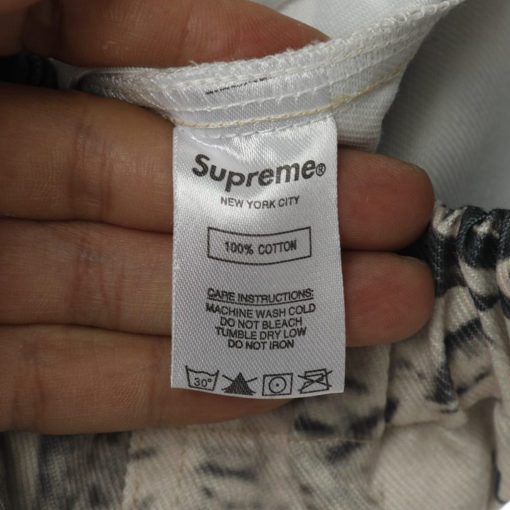 Supreme®
NEW YORK CITY
100% COTTON
CARE INSTRUCTIONS:
MACHINE WASH COLD
DO NOT BLEACH
TUMBLE DRY LOW
DO NOT IRON
30°